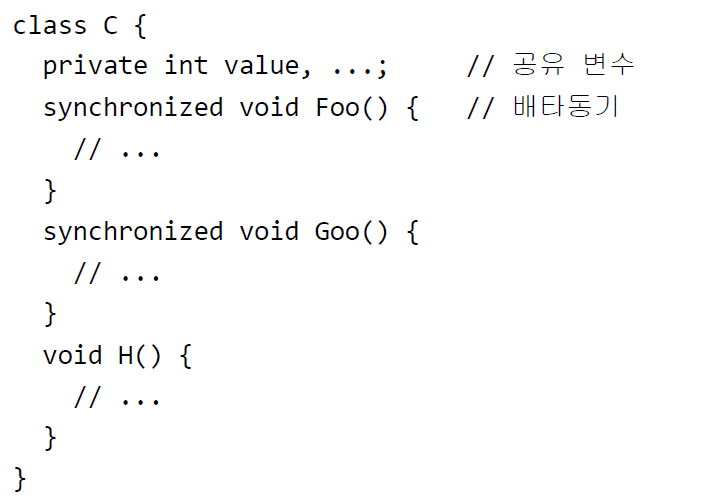 class C {
  private int value, ...;     // 공유 변수
  synchronized void Foo() {   // 배타동기
    // ...
  }
  synchronized void Goo() {
    // ...
  }
  void H() {
    // ...
  }
}